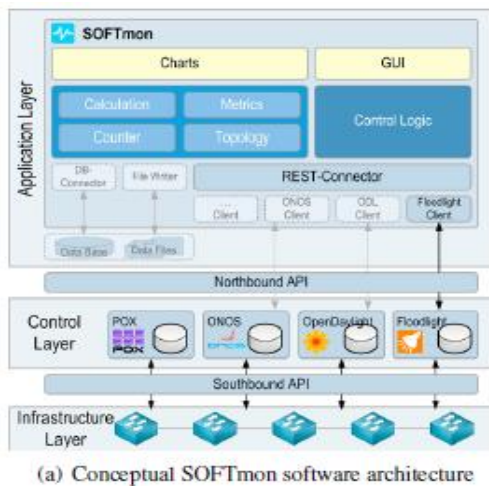 SOFTmon
Charts
GUI
Calculation
Metrics
Counter
Topology
Control Logic
DB-
Connector
File Writer
REST-Connector
... Client
ONOS
Client
ODL
Client
Floodlight
Client
Data Base
Data Files
Application Layer
Northbound API
Control
Layer
POX
POX
ONOS
onos
OpenDaylight
Floodlight
Southbound API
Infrastructure
Layer
(a) Conceptual SOFTmon software architecture